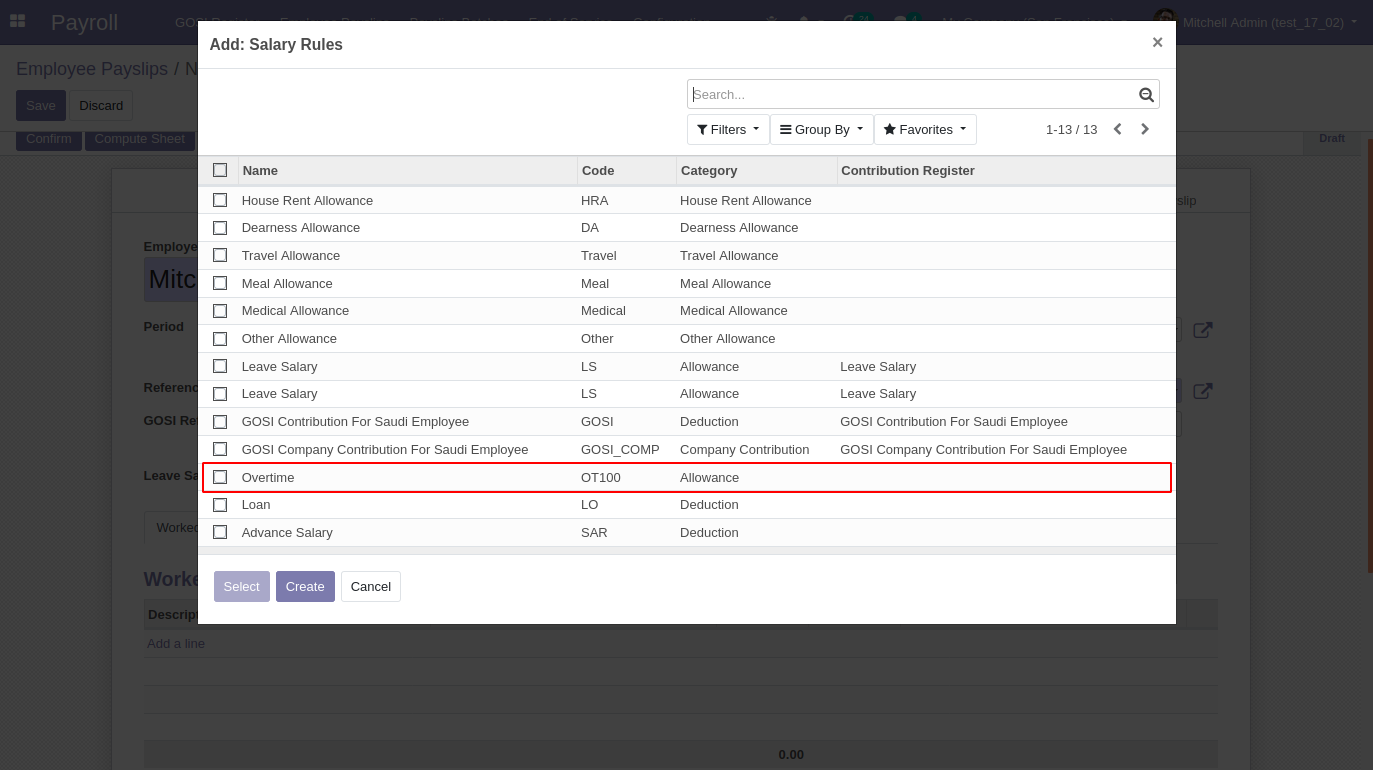 Payroll
Mitchell Admin (test_17_02)
Add: Salary Rules ×
Employee Payslips / N
Save Discard
Search...
Filters Group By Favorites 1-13 / 13
Confirm Compute Sheet Draft
Name Code Category Contribution Register
House Rent Allowance HRA House Rent Allowance
Dearness Allowance DA Dearness Allowance
Travel Allowance Travel Travel Allowance
Meal Allowance Meal Meal Allowance
Medical Allowance Medical Medical Allowance
Other Allowance Other Other Allowance
Leave Salary LS Allowance Leave Salary
Leave Salary LS Allowance Leave Salary
GOSI Contribution For Saudi Employee GOSI Deduction GOSI Contribution For Saudi Employee
GOSI Company Contribution For Saudi Employee GOSI_COMP Company Contribution GOSI Company Contribution For Saudi Employee
Overtime OT100 Allowance
Loan LO Deduction
Advance Salary SAR Deduction
Select Create Cancel
slip
Employe
Mitc
Period
Referenc
GOSI Re
Leave Sa
Worked
Worke
Descrip
Add a line
0.00